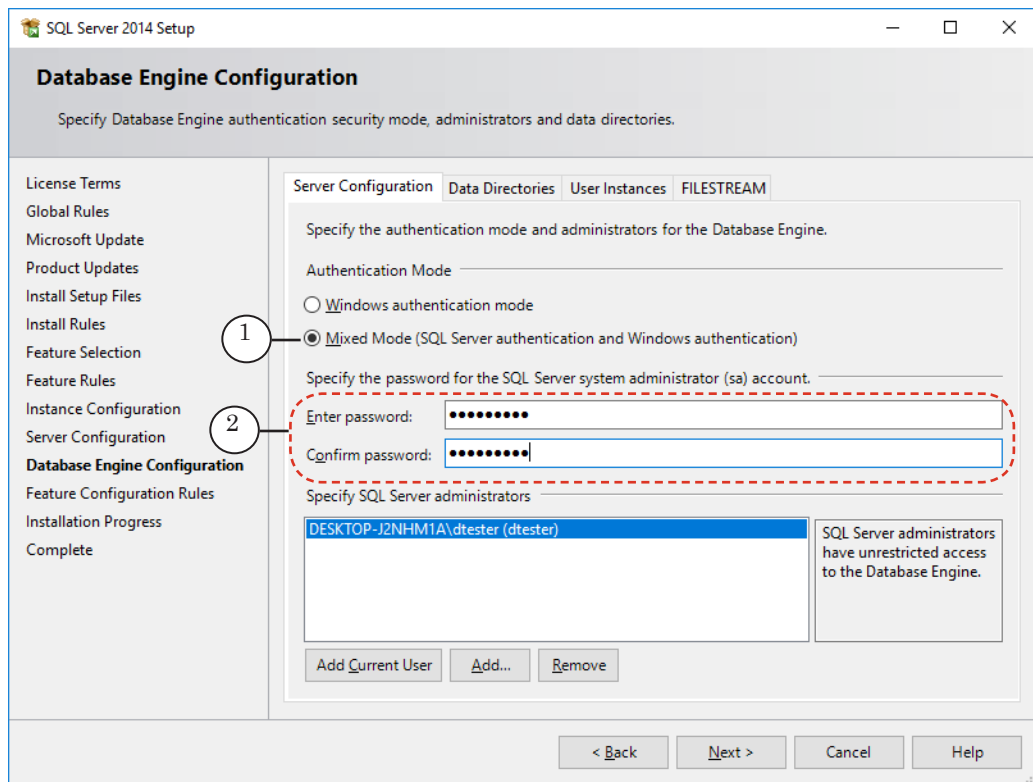 SQL Server 2014 Setup
Database Engine Configuration
Specify Database Engine authentication security mode, administrators and data directories.
License Terms
Global Rules
Microsoft Update
Product Updates
Install Setup Files
Install Rules
Feature Selection
Feature Rules
Instance Configuration
Server Configuration
Database Engine Configuration
Feature Configuration Rules
Installation Progress
Complete
Server Configuration Data Directories User Instances FILESTREAM
Specify the authentication mode and administrators for the Database Engine.
Authentication Mode
Windows authentication mode
1
Mixed Mode (SQL Server authentication and Windows authentication)
Specify the password for the SQL Server system administrator (sa) account.
2
Enter password: ●●●●●●●●●
Confirm password: ●●●●●●●●●
Specify SQL Server administrators
DESKTOP-J2NHM1A\dtester (dtester)
SQL Server administrators
have unrestricted access
to the Database Engine.
Add Current User Add... Remove
< Back Next > Cancel Help